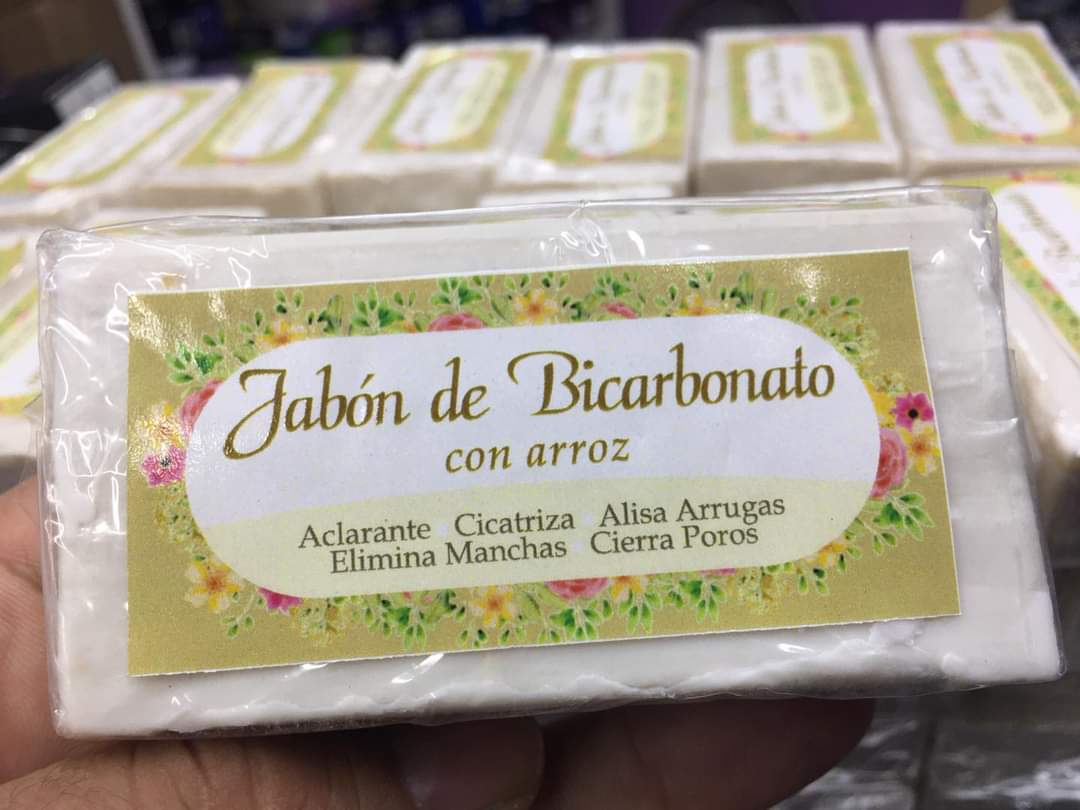 Jabón de Bicarbonato
con arroz
Aclarante Cicatriza Alisa Arrugas
Elimina Manchas Cierra Poros